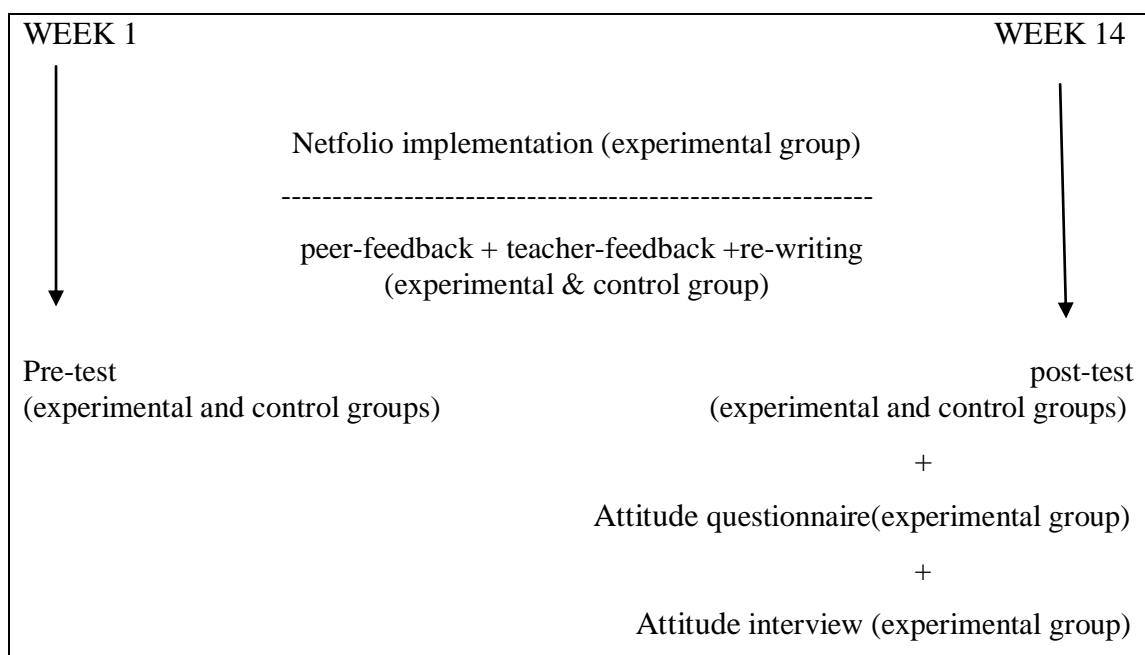 WEEK 1
WEEK 14
Netfolio implementation (experimental group)
----------------------------------------------------------
peer-feedback + teacher-feedback +re-writing
(experimental & control group)
Pre-test
(experimental and control groups)
post-test
(experimental and control groups)
+
Attitude questionnaire(experimental group)
+
Attitude interview (experimental group)